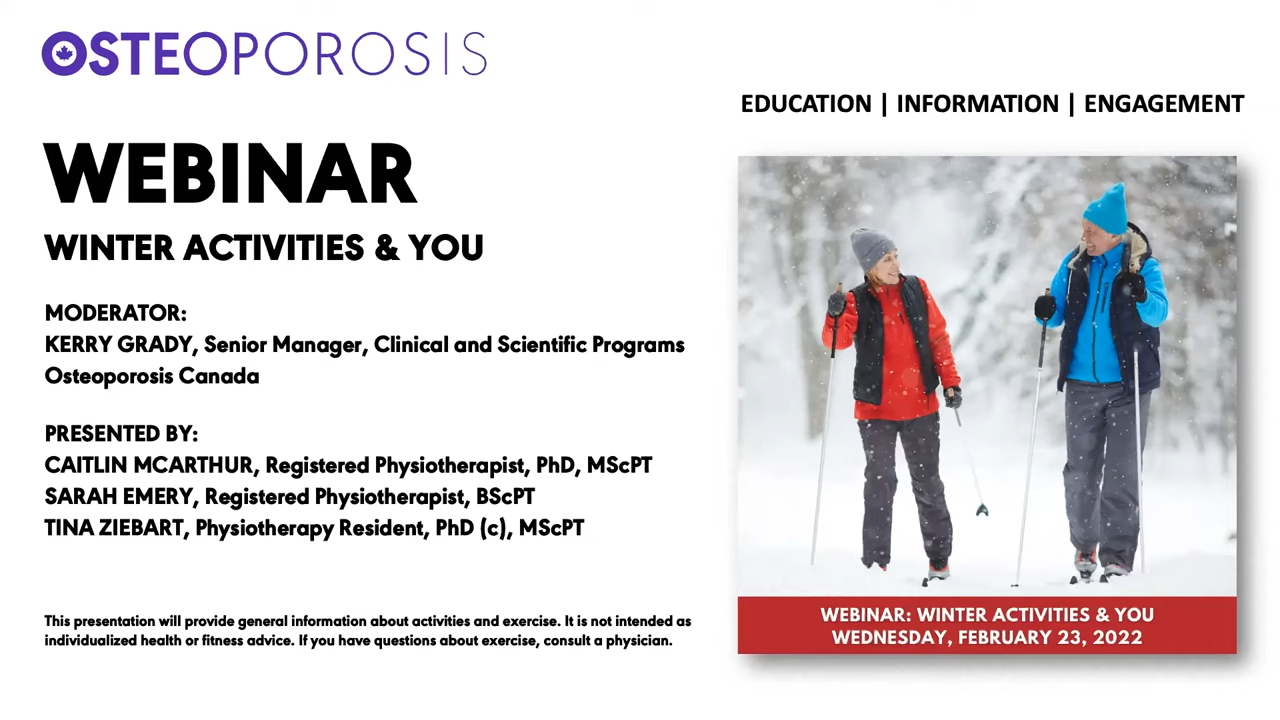 OSTEOPOROSIS
EDUCATION | INFORMATION | ENGAGEMENT
WEBINAR
WINTER ACTIVITIES & YOU
MODERATOR:
KERRY GRADY, Senior Manager, Clinical and Scientific Programs
Osteoporosis Canada
PRESENTED BY:
CAITLIN MCARTHUR, Registered Physiotherapist, PhD, MScPT
SARAH EMERY, Registered Physiotherapist, BScPT
TINA ZIEBART, Physiotherapy Resident, PhD (c), MScPT
This presentation will provide general information about activities and exercise. It is not intended as
individualized health or fitness advice. If you have questions about exercise, consult a physician.
WEBINAR: WINTER ACTIVITIES & YOU
WEDNESDAY, FEBRUARY 23, 2022